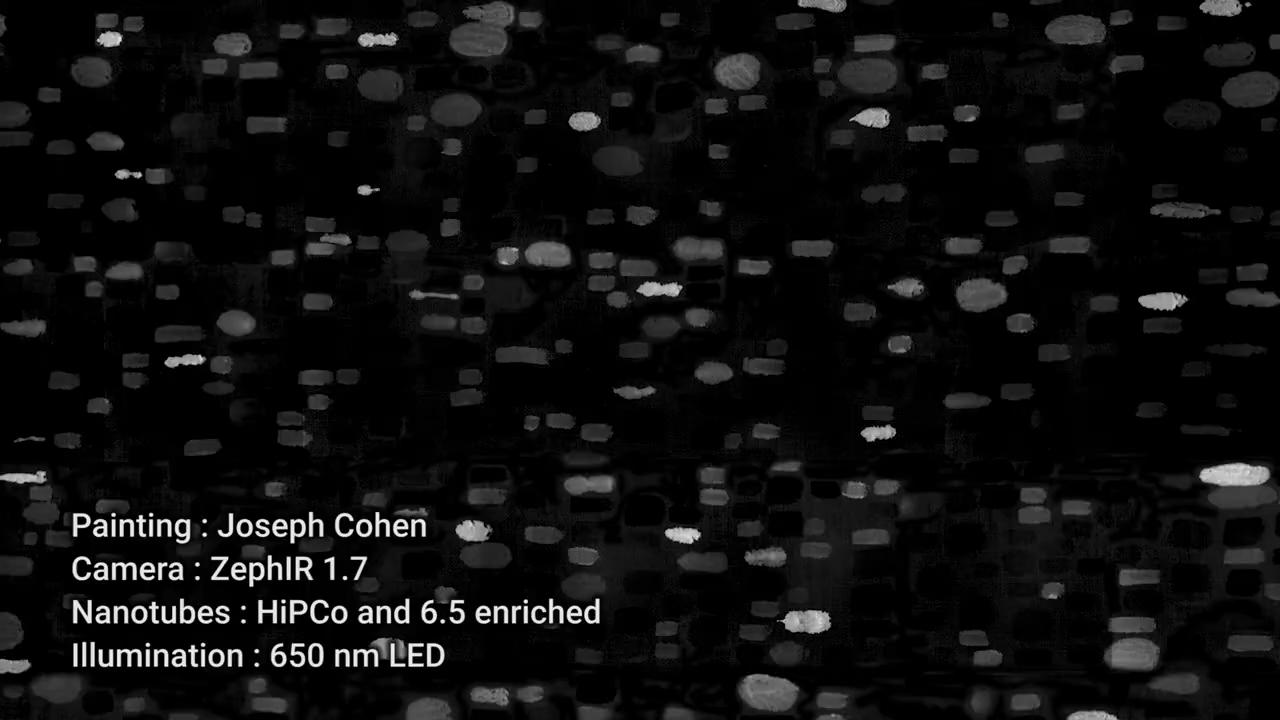 Painting : Joseph Cohen
Camera : ZephIR 1.7
Nanotubes : HiPCo and 6.5 enriched
Illumination : 650 nm LED